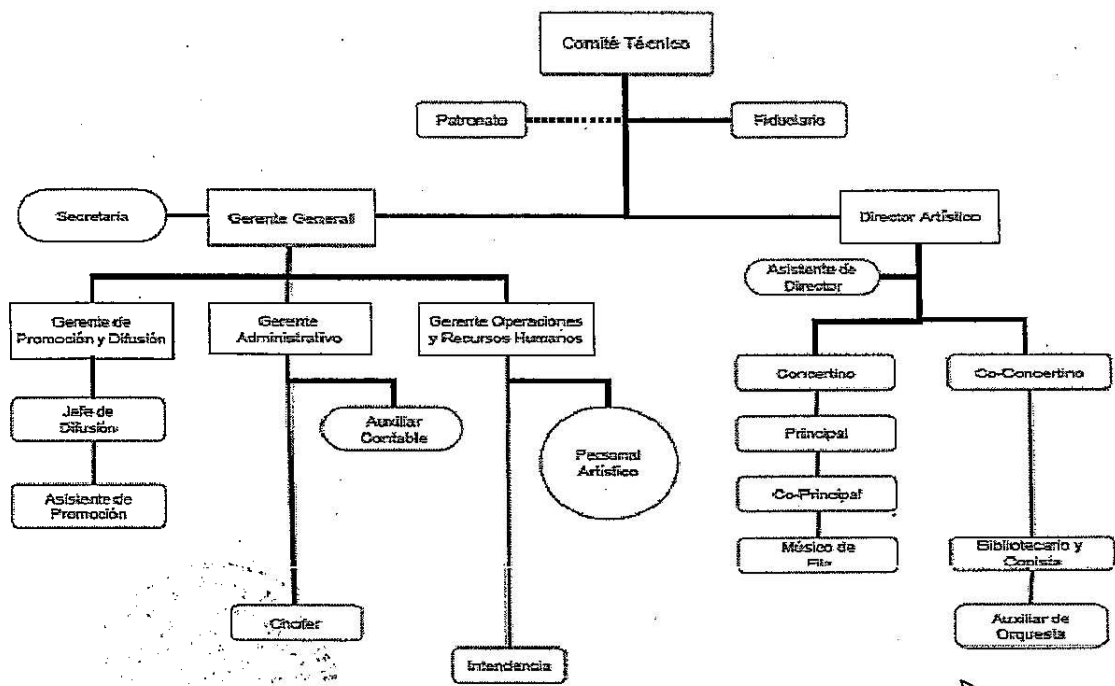 Comité Técnico
Patronato
Fiduciario
Secretaría
Gerente General
Director Artístico
Asistente de
Director
Gerente de
Promoción y Difusión
Gerente
Administrativo
Gerente Operaciones
y Recursos Humanos
Concertino
Co-Concertino
Jefe de
Difusión
Auxiliar
Contable
Personal
Artístico
Principal
Asistente de
Promoción
Co-Principal
Músico de
Fila
Bibliotecario y
Copista
Chofer
Auxiliar de
Orquesta
Intendencia